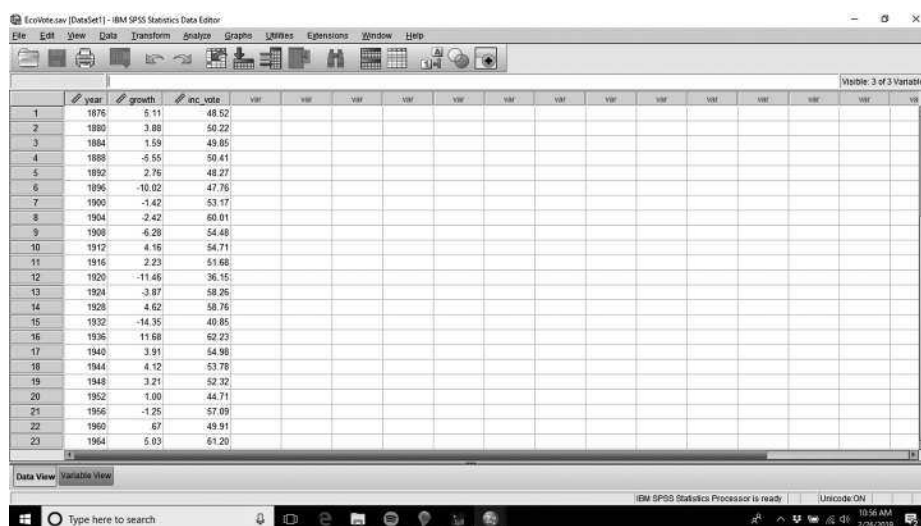 EcoVote.sav [DataSet1] - IBM SPSS Statistics Data Editor
File Edit View Data Transform Analyze Graphs Utilities Extensions Window Help
Visible: 3 of 3 Variable
year growth inc_vote var var var var var var var var var var var
1 1876 5.11 48.52
2 1880 3.88 50.22
3 1884 1.59 49.85
4 1888 -5.55 50.41
5 1892 2.76 48.27
6 1896 -10.02 47.76
7 1900 -1.42 53.17
8 1904 -2.42 60.01
9 1908 -6.28 54.48
10 1912 4.16 54.71
11 1916 2.23 51.68
12 1920 -11.46 36.15
13 1924 -3.87 58.26
14 1928 4.62 58.76
15 1932 -14.35 40.85
16 1936 11.68 62.23
17 1940 3.91 54.98
18 1944 4.12 53.78
19 1948 3.21 52.32
20 1952 1.00 44.71
21 1956 -1.25 57.09
22 1960 .67 49.91
23 1964 5.03 61.20
Data View Variable View
IBM SPSS Statistics Processor is ready Unicode:ON
Type here to search
10:56 AM